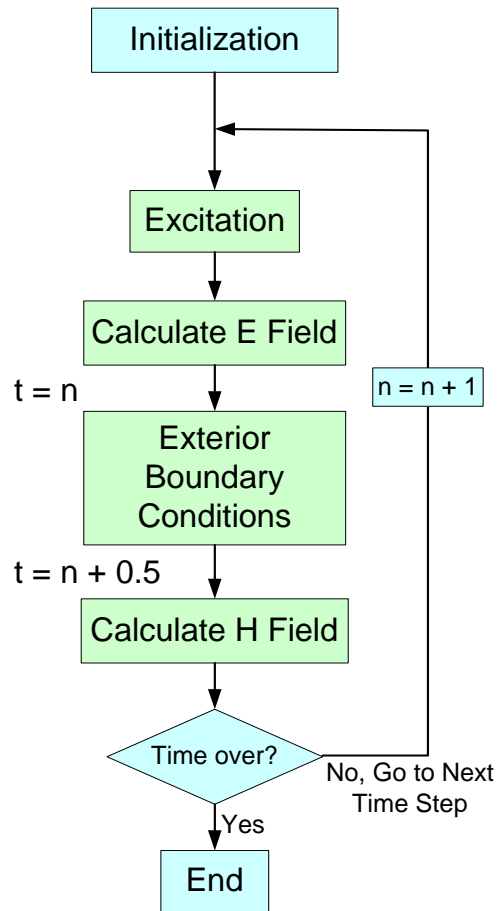 Initialization
Excitation
Calculate E Field
t = n
n = n + 1
Exterior
Boundary
Conditions
t = n + 0.5
Calculate H Field
Time over?
No, Go to Next
Time Step
Yes
End